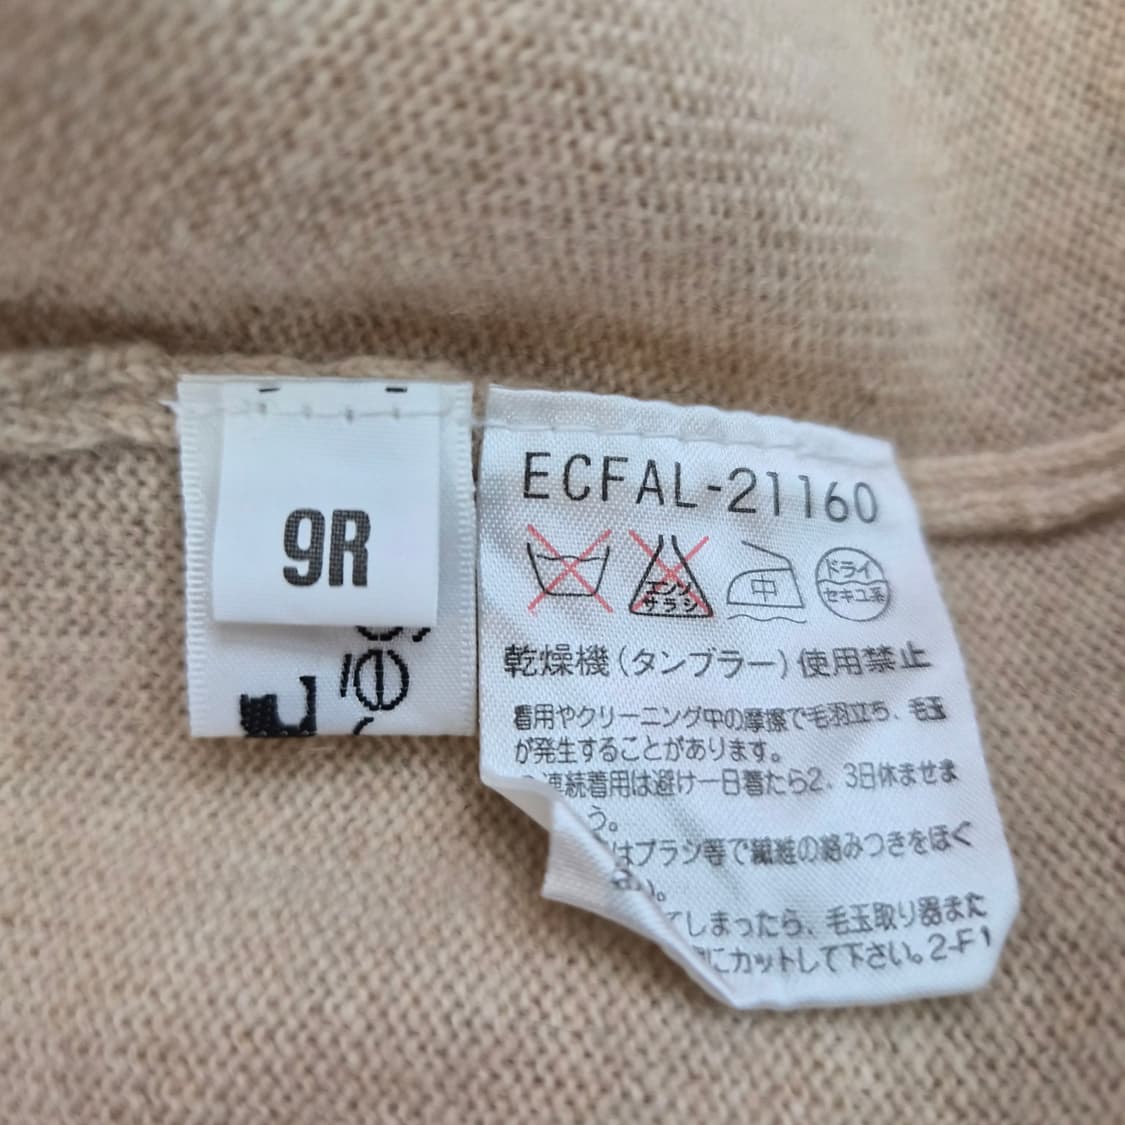 9R
ECFAL-21160
エンソ
サラシ
中
ドライ
セキユ系
乾燥機(タンブラー)使用禁止
着用やクリーニング中の摩擦で毛羽立ち、毛玉
が発生することがあります。
連続着用は避け一日着たら2、3日休ませま
う。
はブラシ等で繊維の絡みつきをほぐ
い。
てしまったら、毛玉取り器また
にカットして下さい。2-F1